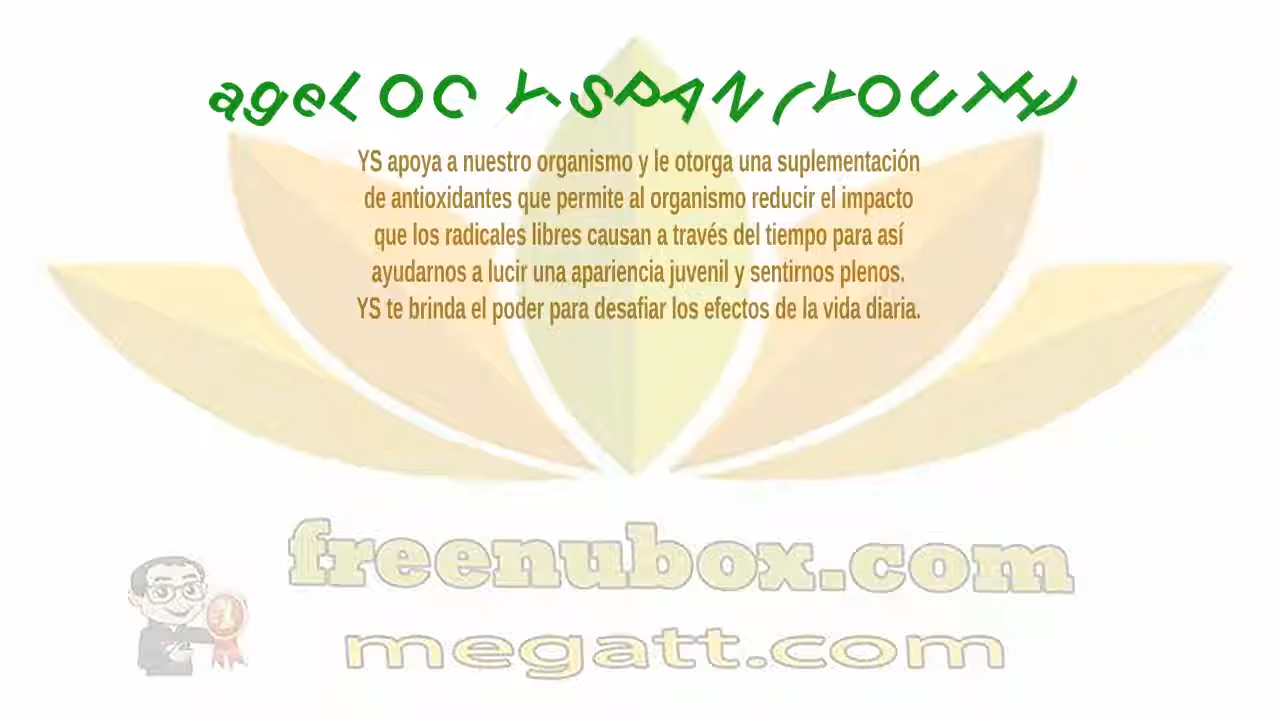 ageLOC Y-SPAN (YOUTH)
YS apoya a nuestro organismo y le otorga una suplementación
de antioxidantes que permite al organismo reducir el impacto
que los radicales libres causan a través del tiempo para así
ayudarnos a lucir una apariencia juvenil y sentirnos plenos.
YS te brinda el poder para desafiar los efectos de la vida diaria.
freenubox.com
1
megatt.com